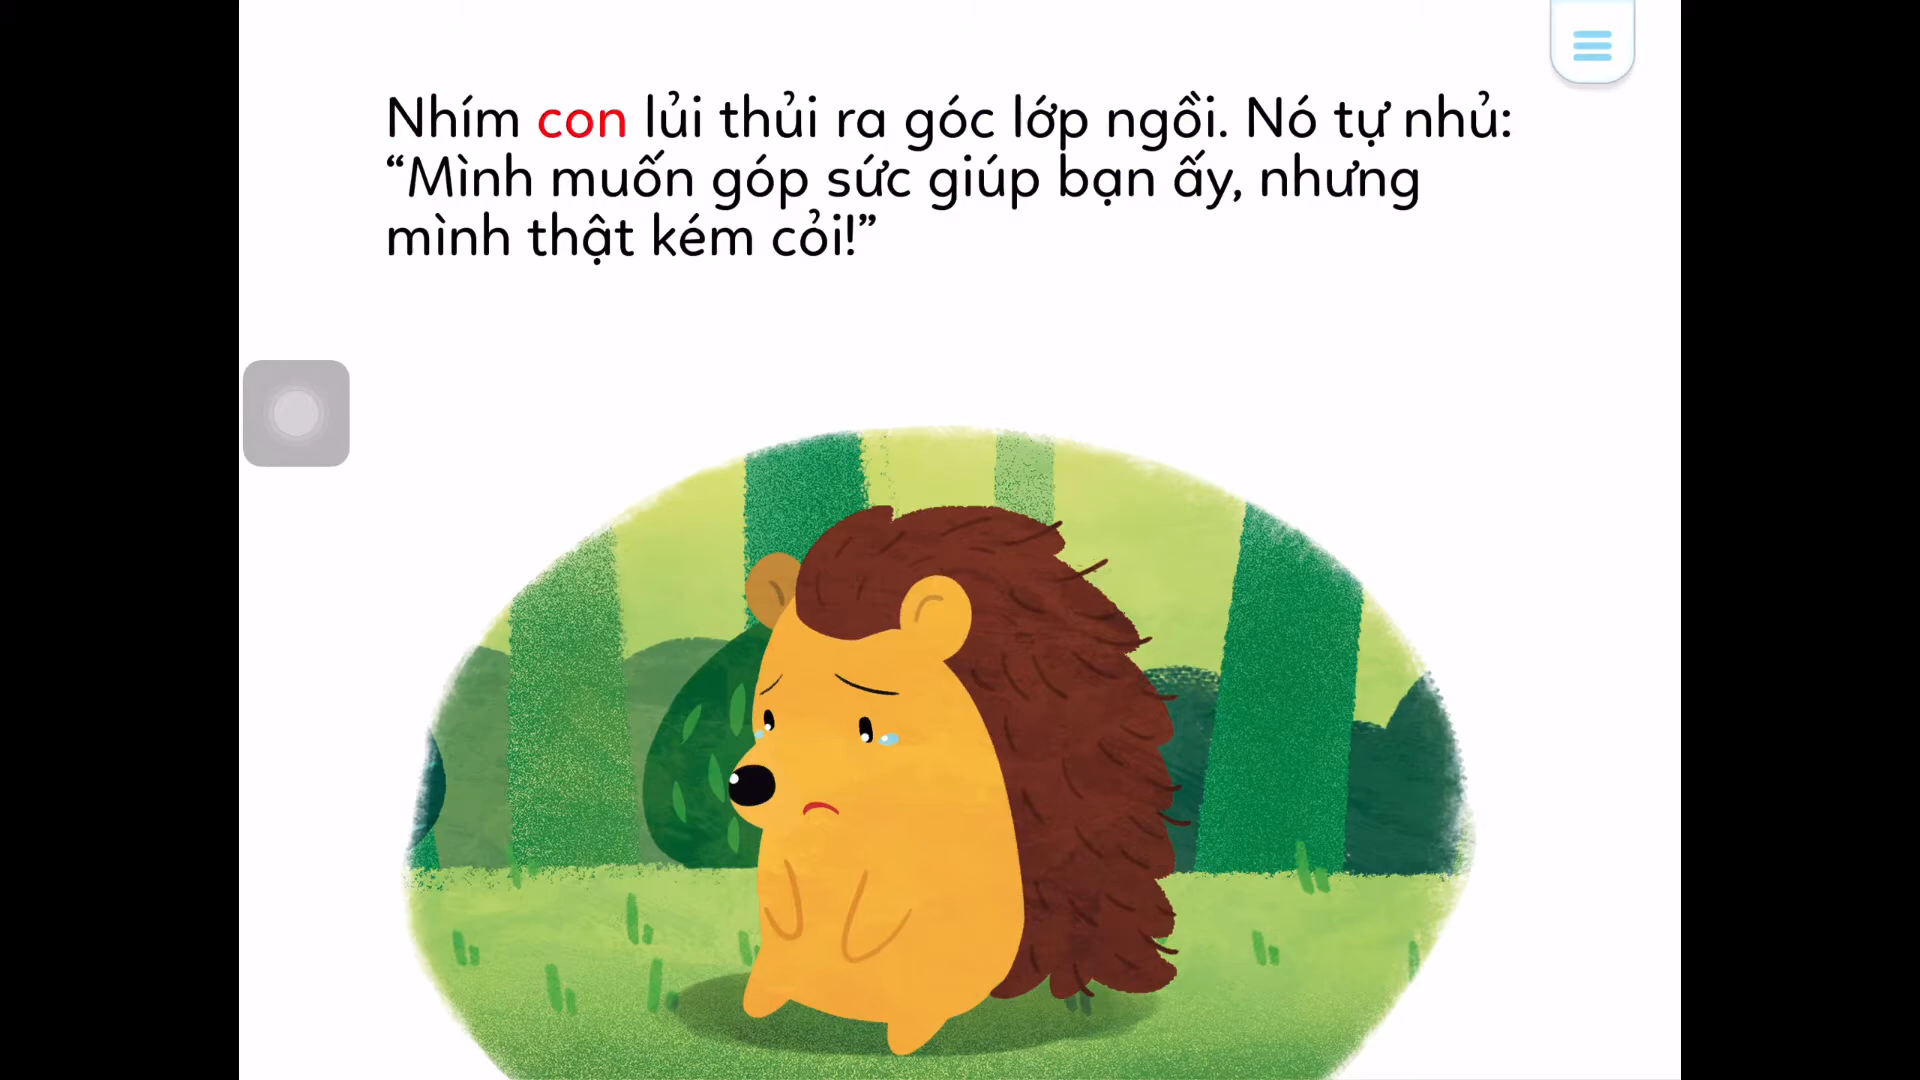 Nhím con lủi thủi ra góc lớp ngồi. Nó tự nhủ:
“Mình muốn góp sức giúp bạn ấy, nhưng
mình thật kém cỏi!”